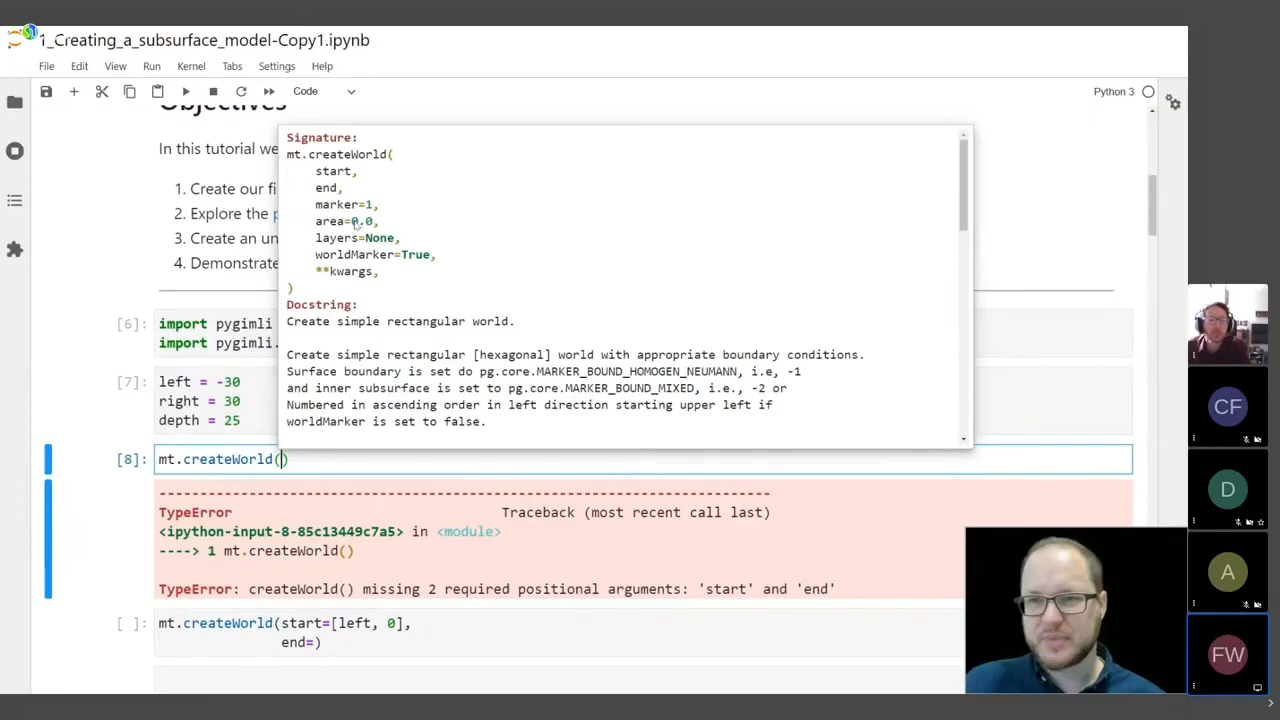 1_Creating_a_subsurface_model-Copy1.ipynb
File Edit View Run Kernel Tabs Settings Help
Code
Python 3
Objectives
In this tutorial we
1. Create our fi
2. Explore the p
3. Create an un
4. Demonstrate
Signature:
mt.createWorld(
start,
end,
marker=1,
area=0.0,
layers=None,
worldMarker=True,
**kwargs,
)
Docstring:
Create simple rectangular world.
Create simple rectangular [hexagonal] world with appropriate boundary conditions.
Surface boundary is set do pg.core.MARKER_BOUND_HOMOGEN_NEUMANN, i.e, -1
and inner subsurface is set to pg.core.MARKER_BOUND_MIXED, i.e., -2 or
Numbered in ascending order in left direction starting upper left if
worldMarker is set to false.
[6]: import pygimli
import pygimli.
[7]: left = -30
right = 30
depth = 25
[8]: mt.createWorld()
---------------------------------------------------------------------------
TypeError Traceback (most recent call last)
<ipython-input-8-85c13449c7a5> in <module>
----> 1 mt.createWorld()
TypeError: createWorld() missing 2 required positional arguments: 'start' and 'end'
[ ]: mt.createWorld(start=[left, 0],
end=)
CF
D
A
FW